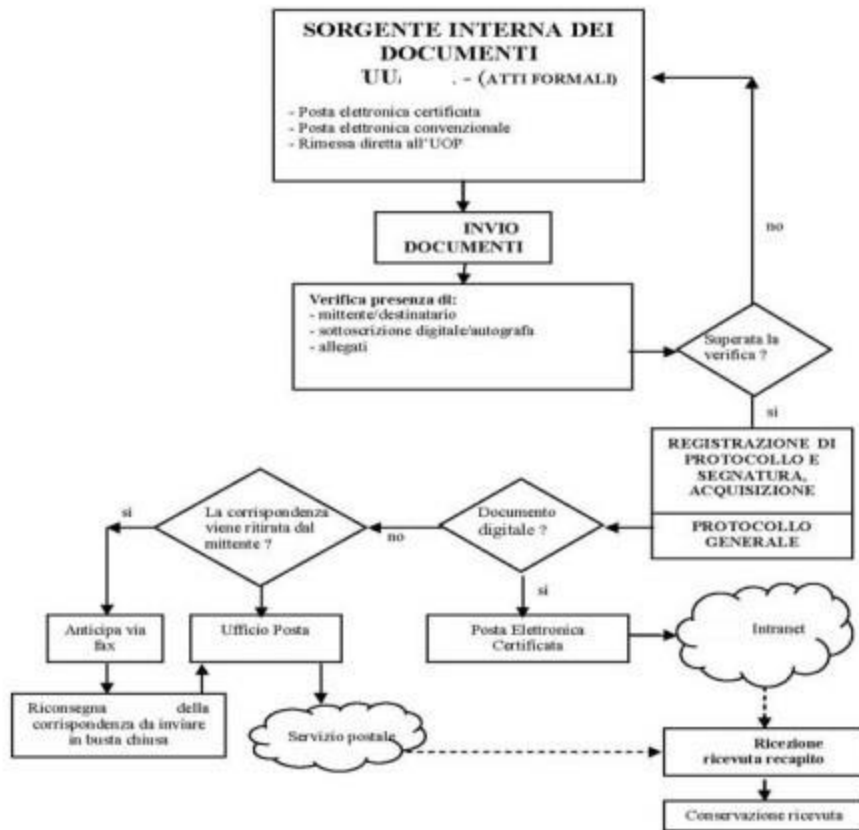 SORGENTE INTERNA DEI
DOCUMENTI
UU. . - (ATTI FORMALI)
- Posta elettronica certificata
- Posta elettronica convenzionale
- Rimessa diretta all'UOP
INVIO
DOCUMENTI
no
Verifica presenza di:
- mittente/destinatario
- sottoscrizione digitale/autografa
- allegati
Superata la
verifica ?
si
REGISTRAZIONE DI
PROTOCOLLO E
SEGNATURA,
ACQUISIZIONE
PROTOCOLLO
GENERALE
Documento
digitale ?
no
La corrispondenza
viene ritirata dal
mittente ?
si
si
Anticipa via
fax
Ufficio Posta
Posta Elettronica
Certificata
Intranet
Riconsegna della
corrispondenza da inviare
in busta chiusa
Servizio postale
Ricezione
ricevuta recapito
Conservazione ricevuta